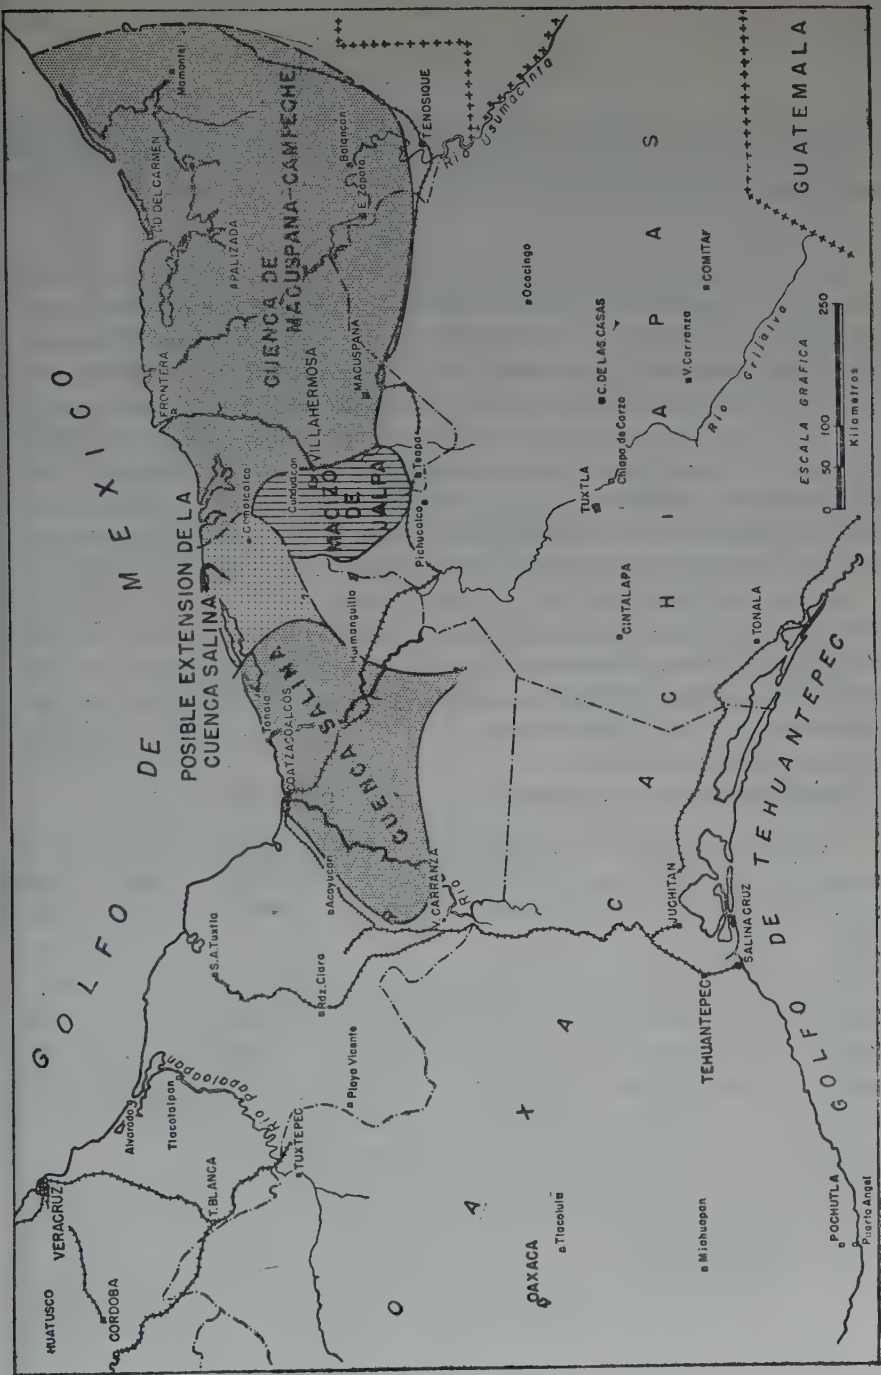 GOLFO DE MEXICO
HUATUSCO
VERACRUZ
CORDOBA
Alvarado
Tlacotalpan
Rio Papaloapan
T. BLANCA
TUXTEPEC
S.A. Tuxtla
Playa Vicente
Rdz. Clara
Acayucan
V. CARRANZA
RIO
POSIBLE EXTENSION DE LA
CUENCA SALINA
COATZACOALCOS
Tonala
CUENCA SALINA
Huimanguillo
Comalcalco
Cunduacan
MACIZO
DE
JALPA
Pichucalco
Teapa
FRONTERA
VILLAHERMOSA
MACUSPANA
CUENCA DE
MACUSPANA-CAMPECHE
CD DEL CARMEN
PALIZADA
Mamantel
Balancan
E. Zapata
TENOSIQUE
Rio Usumacinta
?
?
OAXACA
OAXACA
Tlacolula
Miahuapan
POCHUTLA
Puerto Angel
TEHUANTEPEC
JUCHITAN
SALINA CRUZ
GOLFO DE TEHUANTEPEC
CHIAPAS
CINTALAPA
TONALA
TUXTLA
Chiapa de Corzo
C. DE LAS CASAS
Ococingo
V. Carranza
COMITAN
Rio Grijalva
GUATEMALA
ESCALA GRAFICA
0 50 100 250
Kilometros